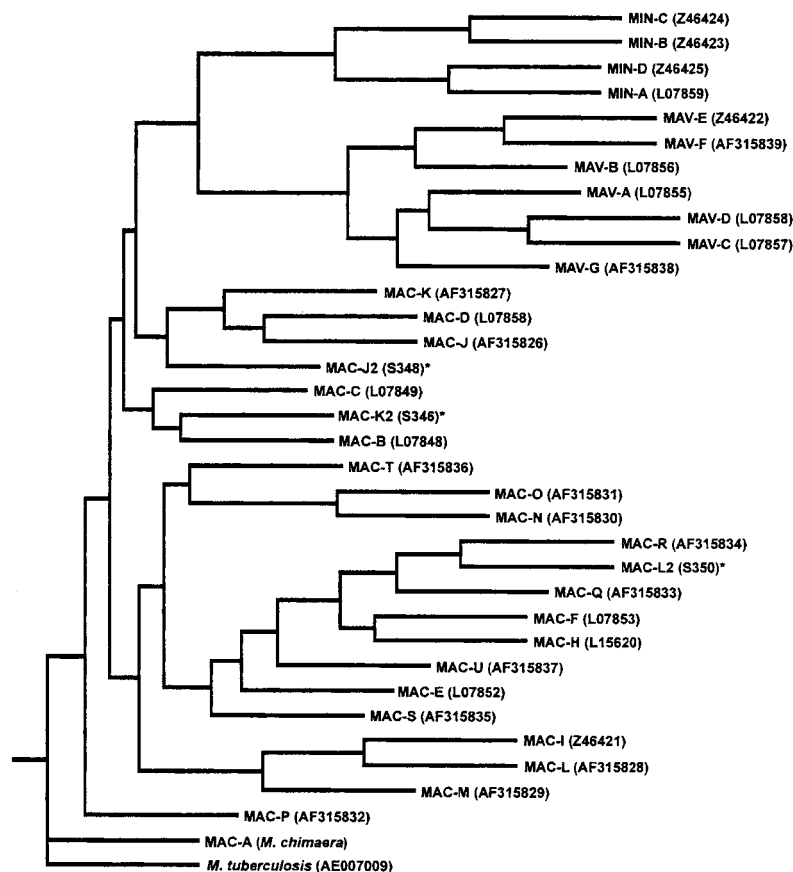 MIN-C (Z46424)
MIN-B (Z46423)
MIN-D (Z46425)
MIN-A (L07859)
MAV-E (Z46422)
MAV-F (AF315839)
MAV-B (L07856)
MAV-A (L07855)
MAV-D (L07858)
MAV-C (L07857)
MAV-G (AF315838)
MAC-K (AF315827)
MAC-D (L07858)
MAC-J (AF315826)
MAC-J2 (S348)*
MAC-C (L07849)
MAC-K2 (S346)*
MAC-B (L07848)
MAC-T (AF315836)
MAC-O (AF315831)
MAC-N (AF315830)
MAC-R (AF315834)
MAC-L2 (S350)*
MAC-Q (AF315833)
MAC-F (L07853)
MAC-H (L15620)
MAC-U (AF315837)
MAC-E (L07852)
MAC-S (AF315835)
MAC-I (Z46421)
MAC-L (AF315828)
MAC-M (AF315829)
MAC-P (AF315832)
MAC-A (M. chimaera)
M. tuberculosis (AE007009)